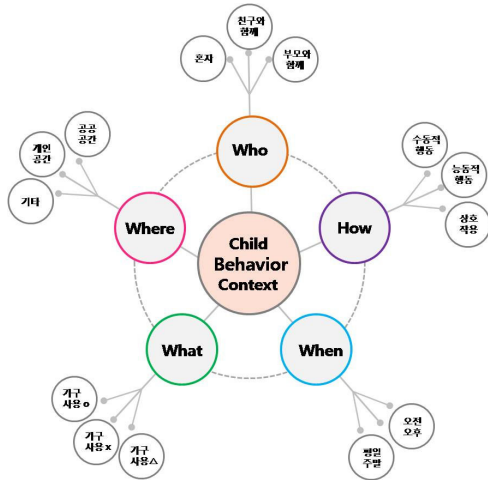 친구와
함께
혼자
부모와
함께
Who
공공
공간
개인
공간
기타
Where
수동적
행동
능동적
행동
상호
작용
How
Child
Behavior
Context
What
When
가구
사용 o
가구
사용 x
가구
사용△
오전
오후
평일
주말